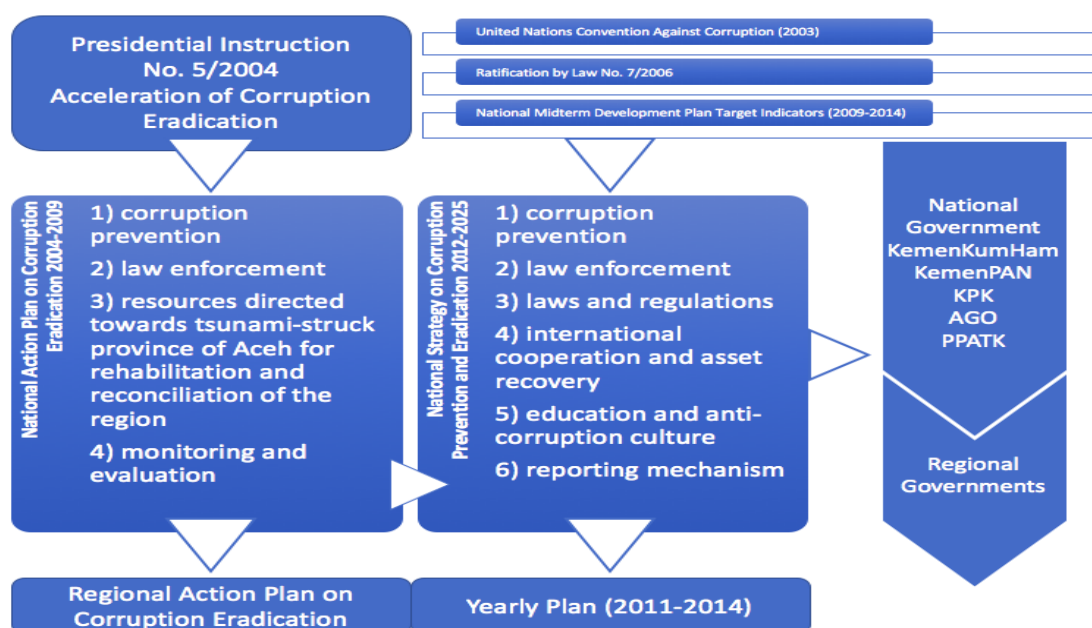 Presidential Instruction
No. 5/2004
Acceleration of Corruption
Eradication
United Nations Convention Against Corruption (2003)
Ratification by Law No. 7/2006
National Midterm Development Plan Target Indicators (2009-2014)
National Action Plan on Corruption
Eradication 2004-2009
1) corruption
prevention
2) law enforcement
3) resources directed
towards tsunami-struck
province of Aceh for
rehabilitation and
reconciliation of the
region
4) monitoring and
evaluation
National Strategy on Corruption
Prevention and Eradication 2012-2025
1) corruption
prevention
2) law enforcement
3) laws and regulations
4) international
cooperation and asset
recovery
5) education and anti-
corruption culture
6) reporting mechanism
National
Government
KemenKumHam
KemenPAN
KPK
AGO
PPATK
Regional
Governments
Regional Action Plan on
Corruption Eradication
Yearly Plan (2011-2014)